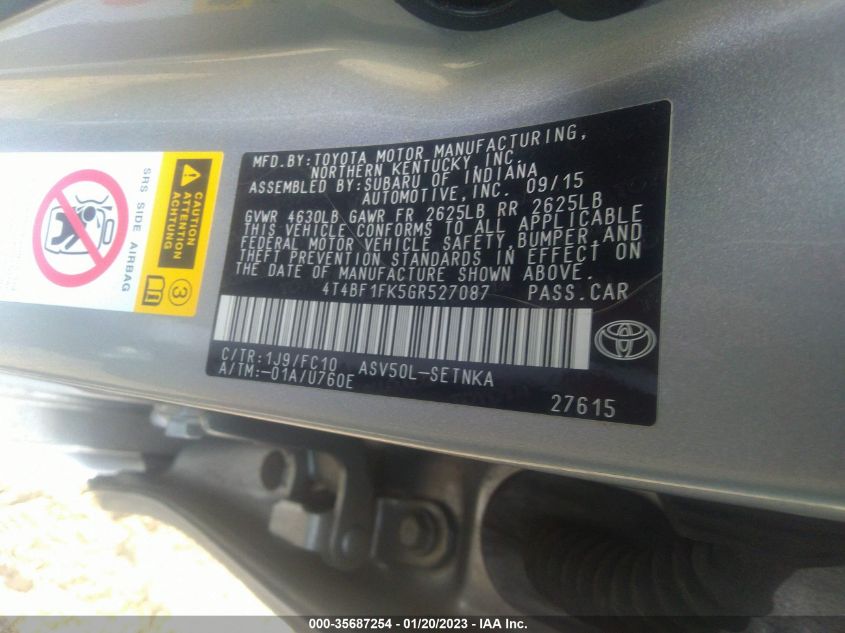 MFD.BY:TOYOTA MOTOR MANUFACTURING,
NORTHERN KENTUCKY, INC.
ASSEMBLED BY:SUBARU OF INDIANA
AUTOMOTIVE,INC. 09/15
GVWR 4630LB GAWR FR 2625LB RR 2625LB
THIS VEHICLE CONFORMS TO ALL APPLICABLE
FEDERAL MOTOR VEHICLE SAFETY,BUMPER AND
THEFT PREVENTION STANDARDS IN EFFECT ON
THE DATE OF MANUFACTURE SHOWN ABOVE.
4T4BF1FK5GR527087 PASS.CAR
C/TR:1J9/FC10 ASV50L-SETNKA
A/TM:-01A/U760E
27615
SRS SIDE AIRBAG
CAUTION
ATTENTION
ACHTUNG
3
000-35687254 - 01/20/2023 - IAA Inc.